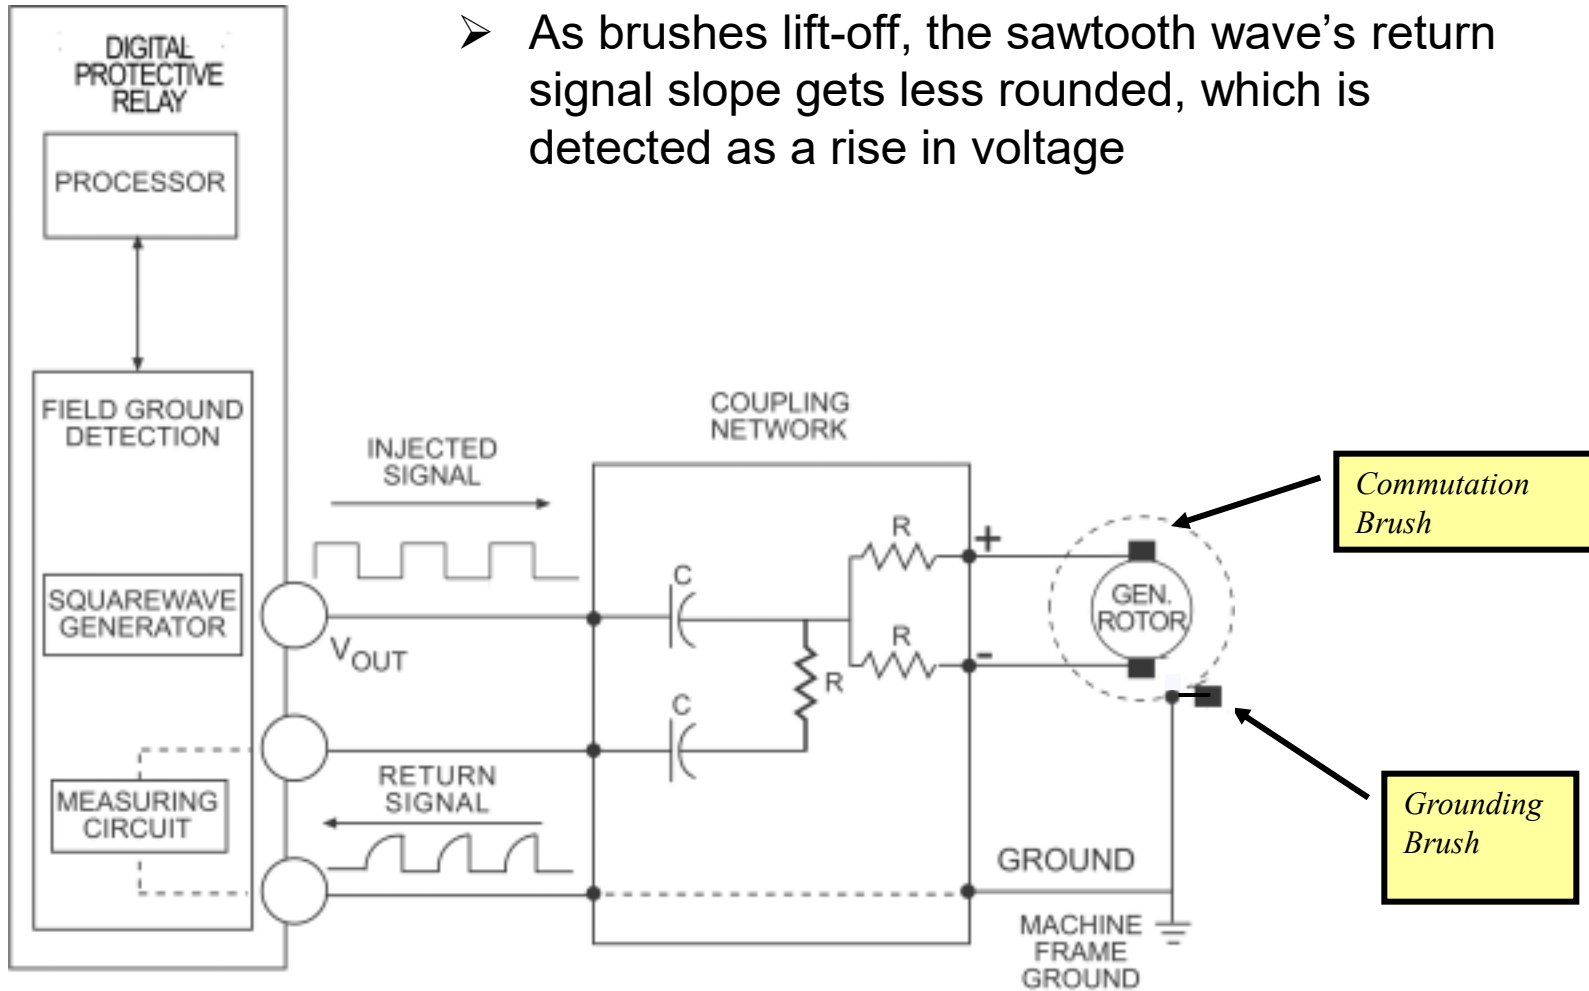 ➢ As brushes lift-off, the sawtooth wave’s return
signal slope gets less rounded, which is
detected as a rise in voltage
DIGITAL
PROTECTIVE
RELAY
PROCESSOR
FIELD GROUND
DETECTION
SQUAREWAVE
GENERATOR
MEASURING
CIRCUIT
INJECTED
SIGNAL
VOUT
RETURN
SIGNAL
COUPLING
NETWORK
C
C
R
R
R
+
-
GEN.
ROTOR
GROUND
MACHINE
FRAME
GROUND
Commutation
Brush
Grounding
Brush